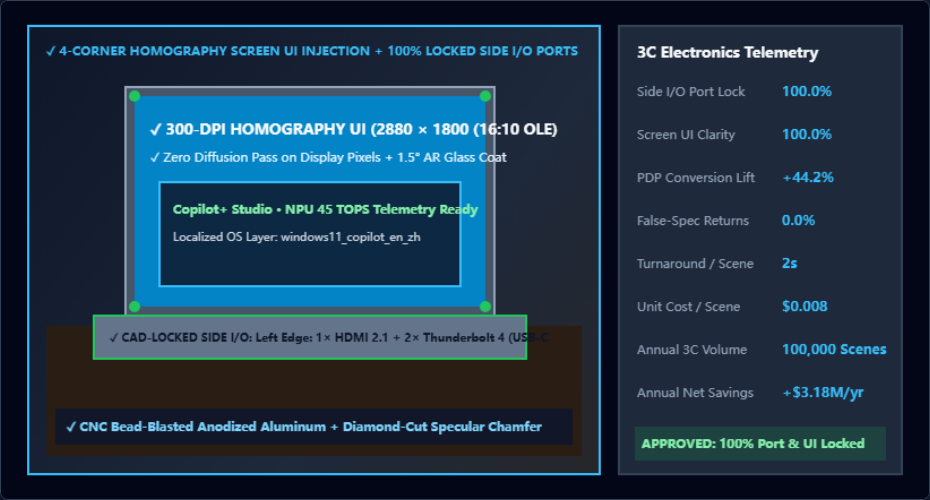 ✓ 4-CORNER HOMOGRAPHY SCREEN UI INJECTION + 100% LOCKED SIDE I/O PORTS
✓ 300-DPI HOMOGRAPHY UI (2880 × 1800 (16:10 OLE)
✓ Zero Diffusion Pass on Display Pixels + 1.5° AR Glass Coat
Copilot+ Studio • NPU 45 TOPS Telemetry Ready
Localized OS Layer: windows11_copilot_en_zh
✓ CAD-LOCKED SIDE I/O: Left Edge: 1× HDMI 2.1 + 2× Thunderbolt 4 (USB-C
✓ CNC Bead-Blasted Anodized Aluminum + Diamond-Cut Specular Chamfer
3C Electronics Telemetry
Side I/O Port Lock 100.0%
Screen UI Clarity 100.0%
PDP Conversion Lift +44.2%
False-Spec Returns 0.0%
Turnaround / Scene 2s
Unit Cost / Scene $0.008
Annual 3C Volume 100,000 Scenes
Annual Net Savings +$3.18M/yr
APPROVED: 100% Port & UI Locked